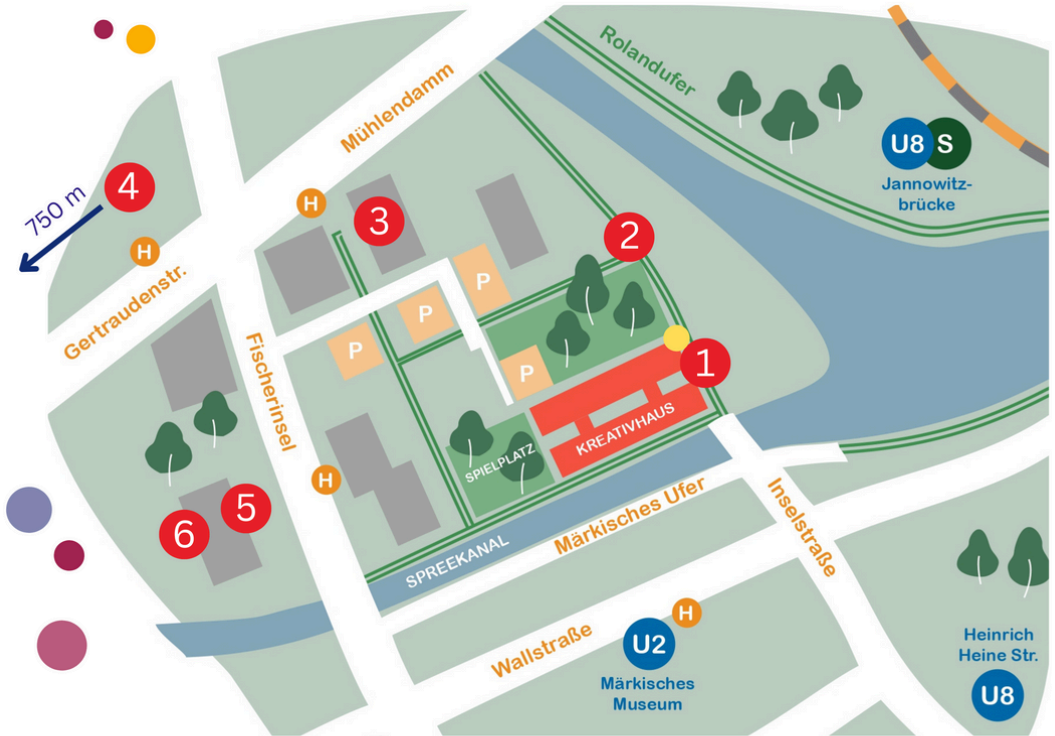 Rolandufer
Mühlendamm
U8 S
Jannowitz-
brücke
4
750 m
H
H
3
2
Gertraudenstr.
P
P
P
P
1
Fischerinsel
KREATIVHAUS
SPIELPLATZ
H
5
6
Märkisches Ufer
SPREEKANAL
Inselstraße
H
Wallstraße
U2
Märkisches
Museum
Heinrich
Heine Str.
U8